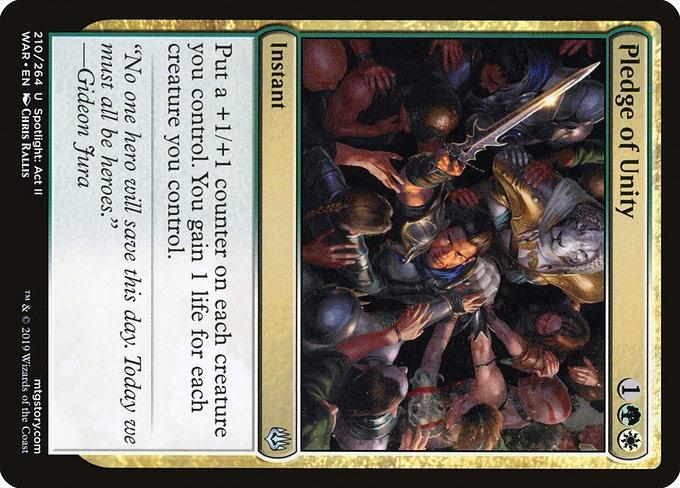 Pledge of Unity
1
Instant
Put a +1/+1 counter on each creature
you control. You gain 1 life for each
creature you control.
“No one hero will save this day. Today we
must all be heroes.”
—Gideon Jura
210/264 U Spotlight: Act II
WAR • EN Chris Rallis
mtgstory.com
™ & © 2019 Wizards of the Coast